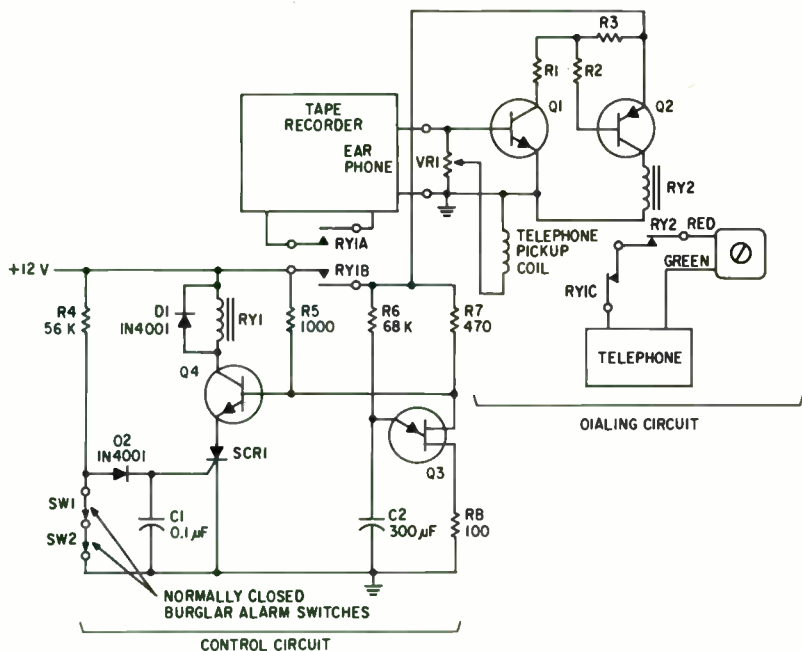 R3
R1
R2
Q1
Q2
TAPE
RECORDER
EAR
PHONE
VR1
RY2
RY2
RED
TELEPHONE
PICKUP
COIL
GREEN
RY1A
+12 V
RY1B
RY1C
R4
56 K
D1
1N4001
RY1
R5
1000
R6
68 K
R7
470
TELEPHONE
Q4
DIALING CIRCUIT
D2
1N4001
SCR1
Q3
SW1
SW2
C1
0.1 µF
C2
300 µF
R8
100
NORMALLY CLOSED
BURGLAR ALARM SWITCHES
CONTROL CIRCUIT